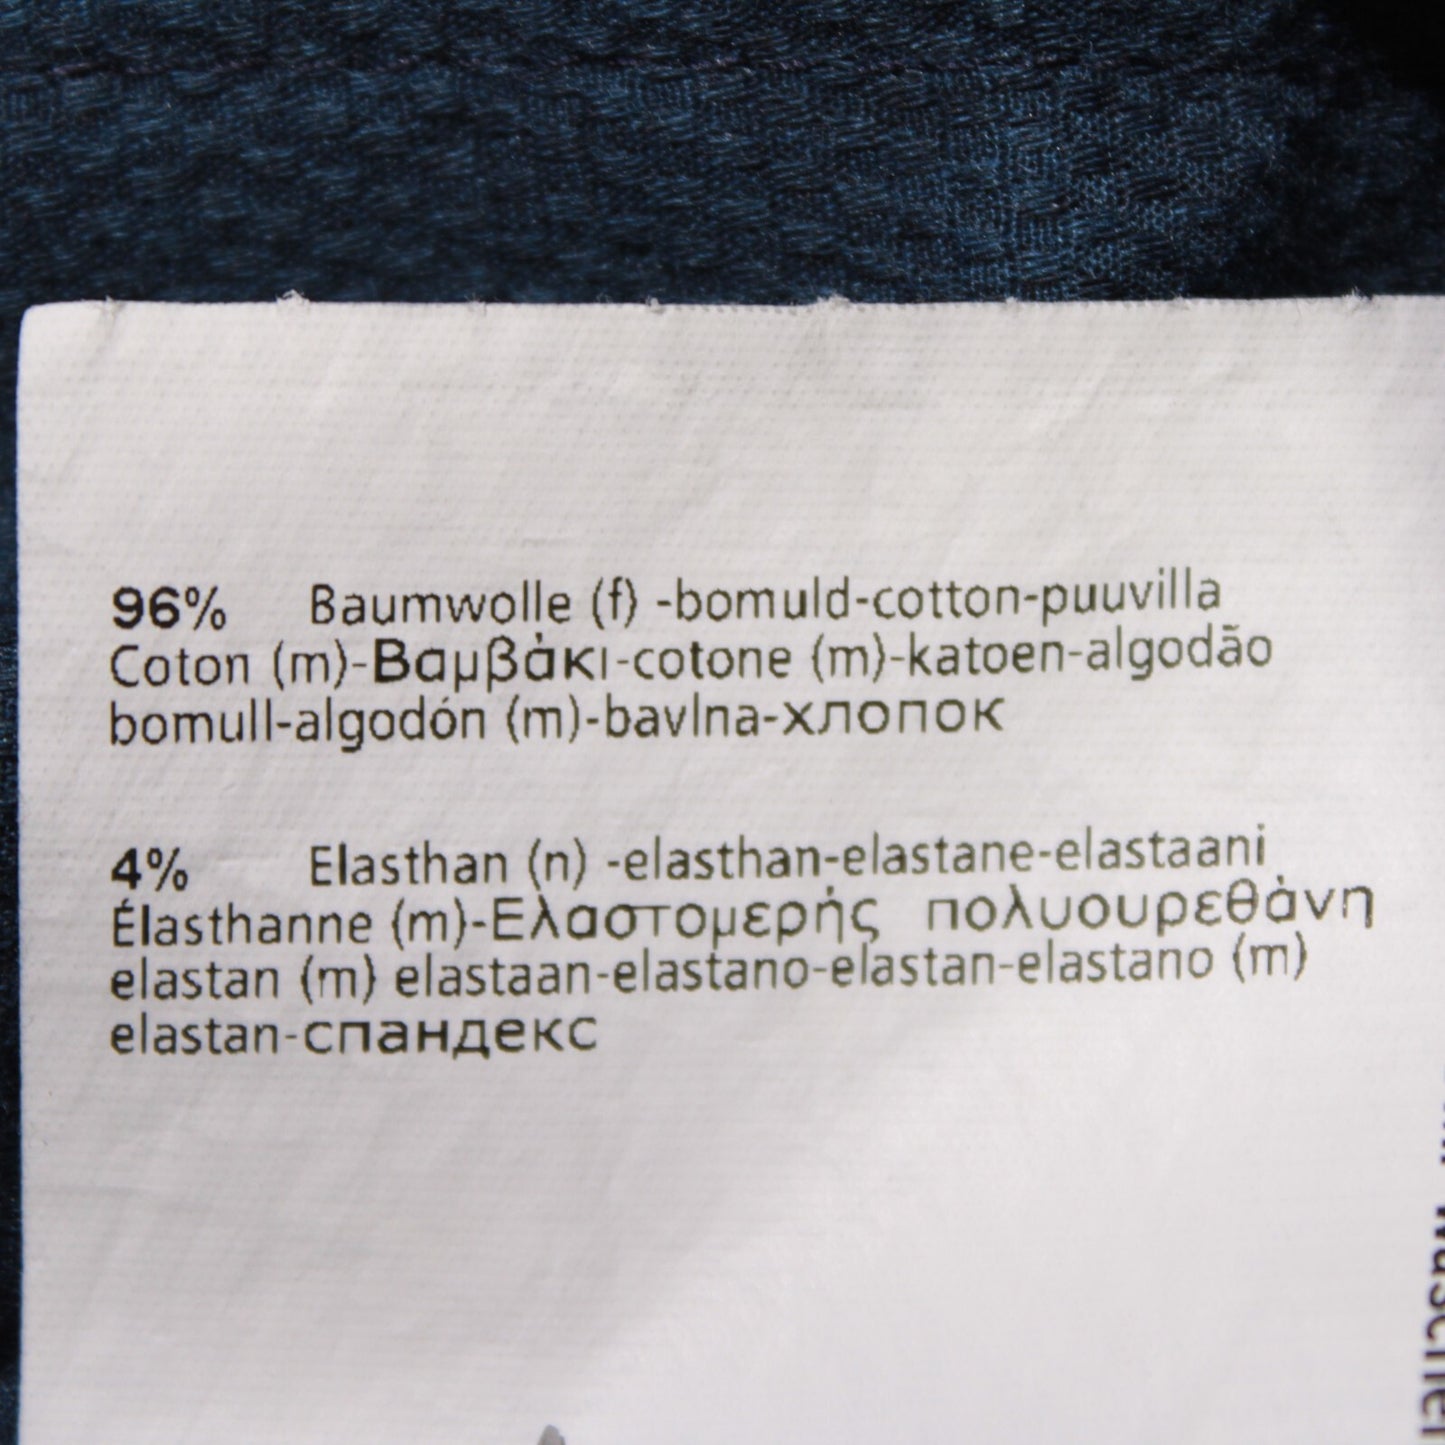 96% Baumwolle (f) -bomuld-cotton-puuvilla
Coton (m)-Βαμβάκι-cotone (m)-katoen-algodão
bomull-algodón (m)-bavlna-хлопок
4% Elasthan (n) -elasthan-elastane-elastaani
Élasthanne (m)-Ελαστομερής πολυουρεθάνη
elastan (m) elastaan-elastano-elastan-elastano (m)
elastan-спандекс